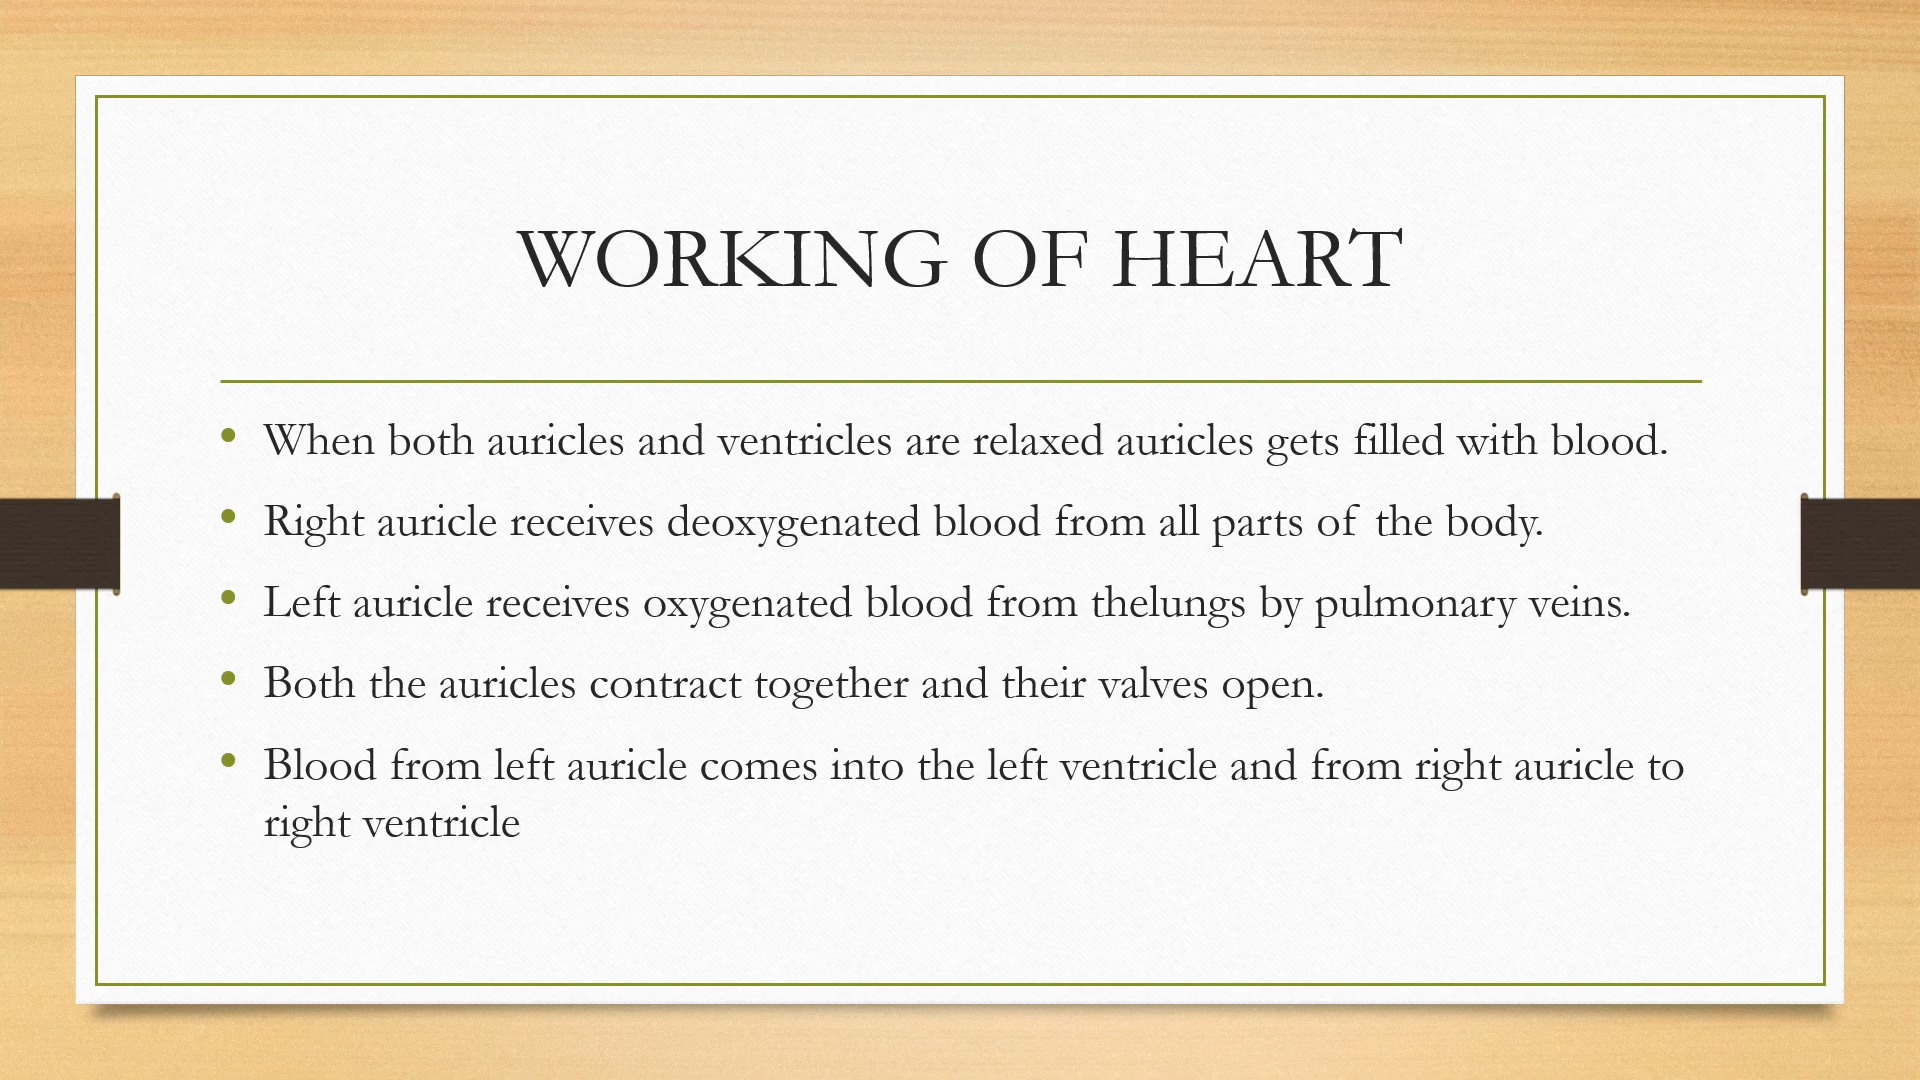 WORKING OF HEART
• When both auricles and ventricles are relaxed auricles gets filled with blood.
• Right auricle receives deoxygenated blood from all parts of the body.
• Left auricle receives oxygenated blood from thelungs by pulmonary veins.
• Both the auricles contract together and their valves open.
• Blood from left auricle comes into the left ventricle and from right auricle to
right ventricle